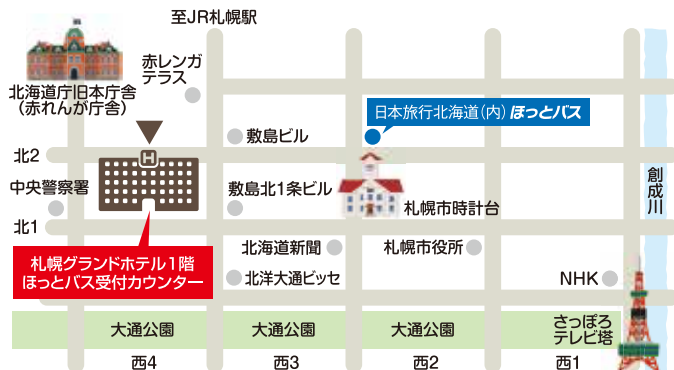 至JR札幌駅
赤レンガ
テラス
北海道庁旧本庁舎
(赤れんが庁舎)
日本旅行北海道(内)ほっとバス
敷島ビル
北2
H
中央警察署
敷島北1条ビル
札幌市時計台
創成川
北1
札幌グランドホテル1階
ほっとバス受付カウンター
北海道新聞
札幌市役所
北洋大通ビッセ
NHK
大通公園
大通公園
大通公園
さっぽろ
テレビ塔
西4
西3
西2
西1